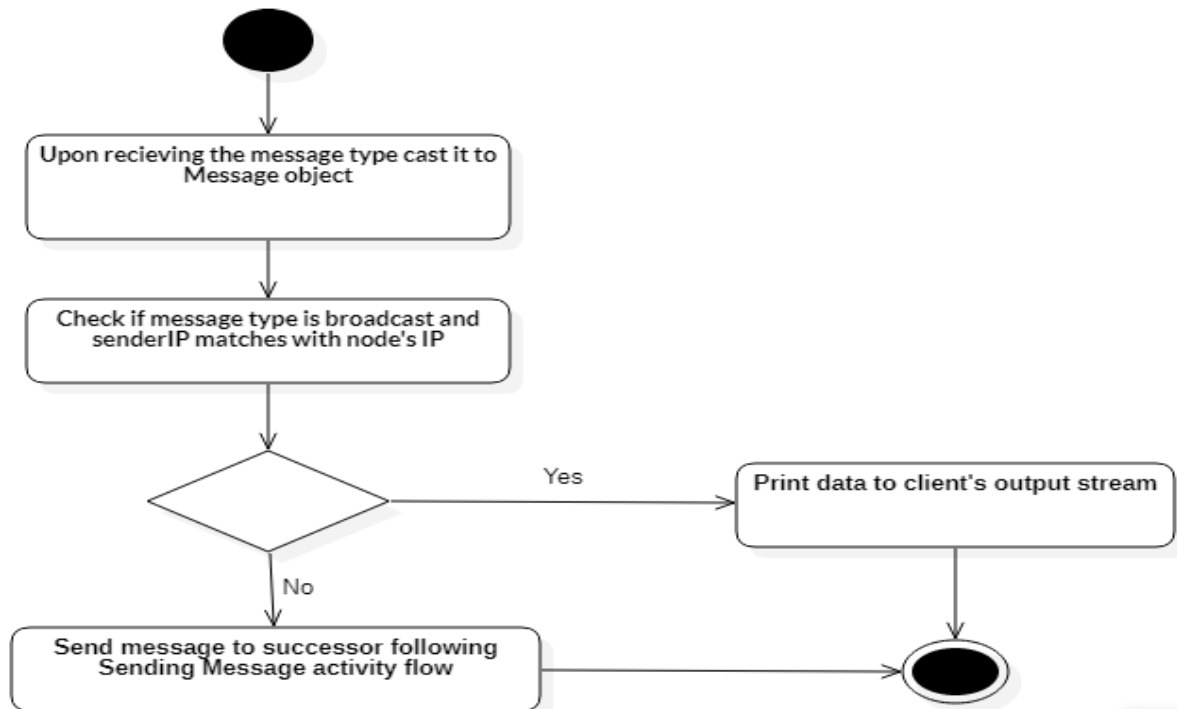 Upon recieving the message type cast it to
Message object
Check if message type is broadcast and
senderIP matches with node's IP
Yes
Print data to client's output stream
No
Send message to successor following
Sending Message activity flow